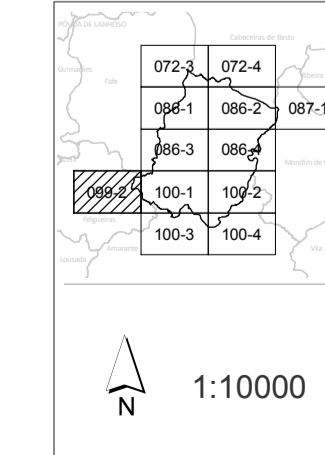 PÓVOA DE LANHOSO
Cabeceiras de Basto
Guimarães
Fafe
Ribeira
072-3 072-4
086-1 086-2 087-1
086-3 086-4
Mondim de
099-2 100-1 100-2
Felgueiras
100-3 100-4
Amarante
Vila
Lousada
N
1:10000